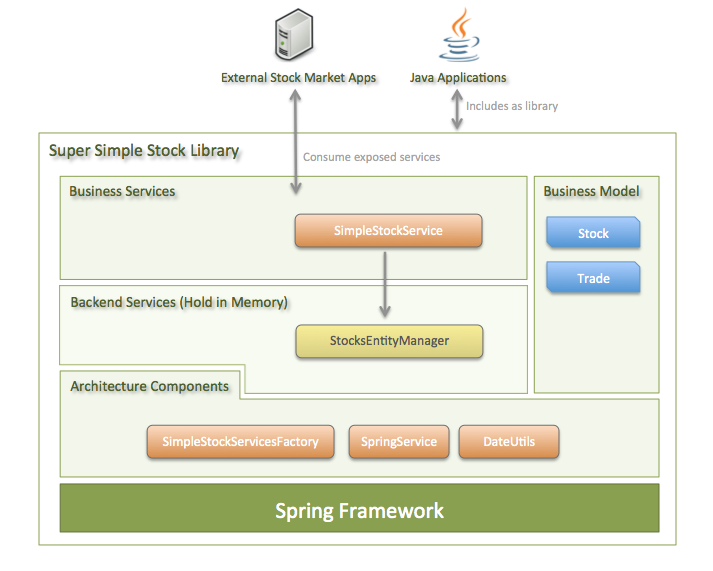 External Stock Market Apps
Java Applications
Includes as library
Super Simple Stock Library
Consume exposed services
Business Services
Business Model
SimpleStockService
Stock
Trade
Backend Services (Hold in Memory)
StocksEntityManager
Architecture Components
SimpleStockServicesFactory
SpringService
DateUtils
Spring Framework